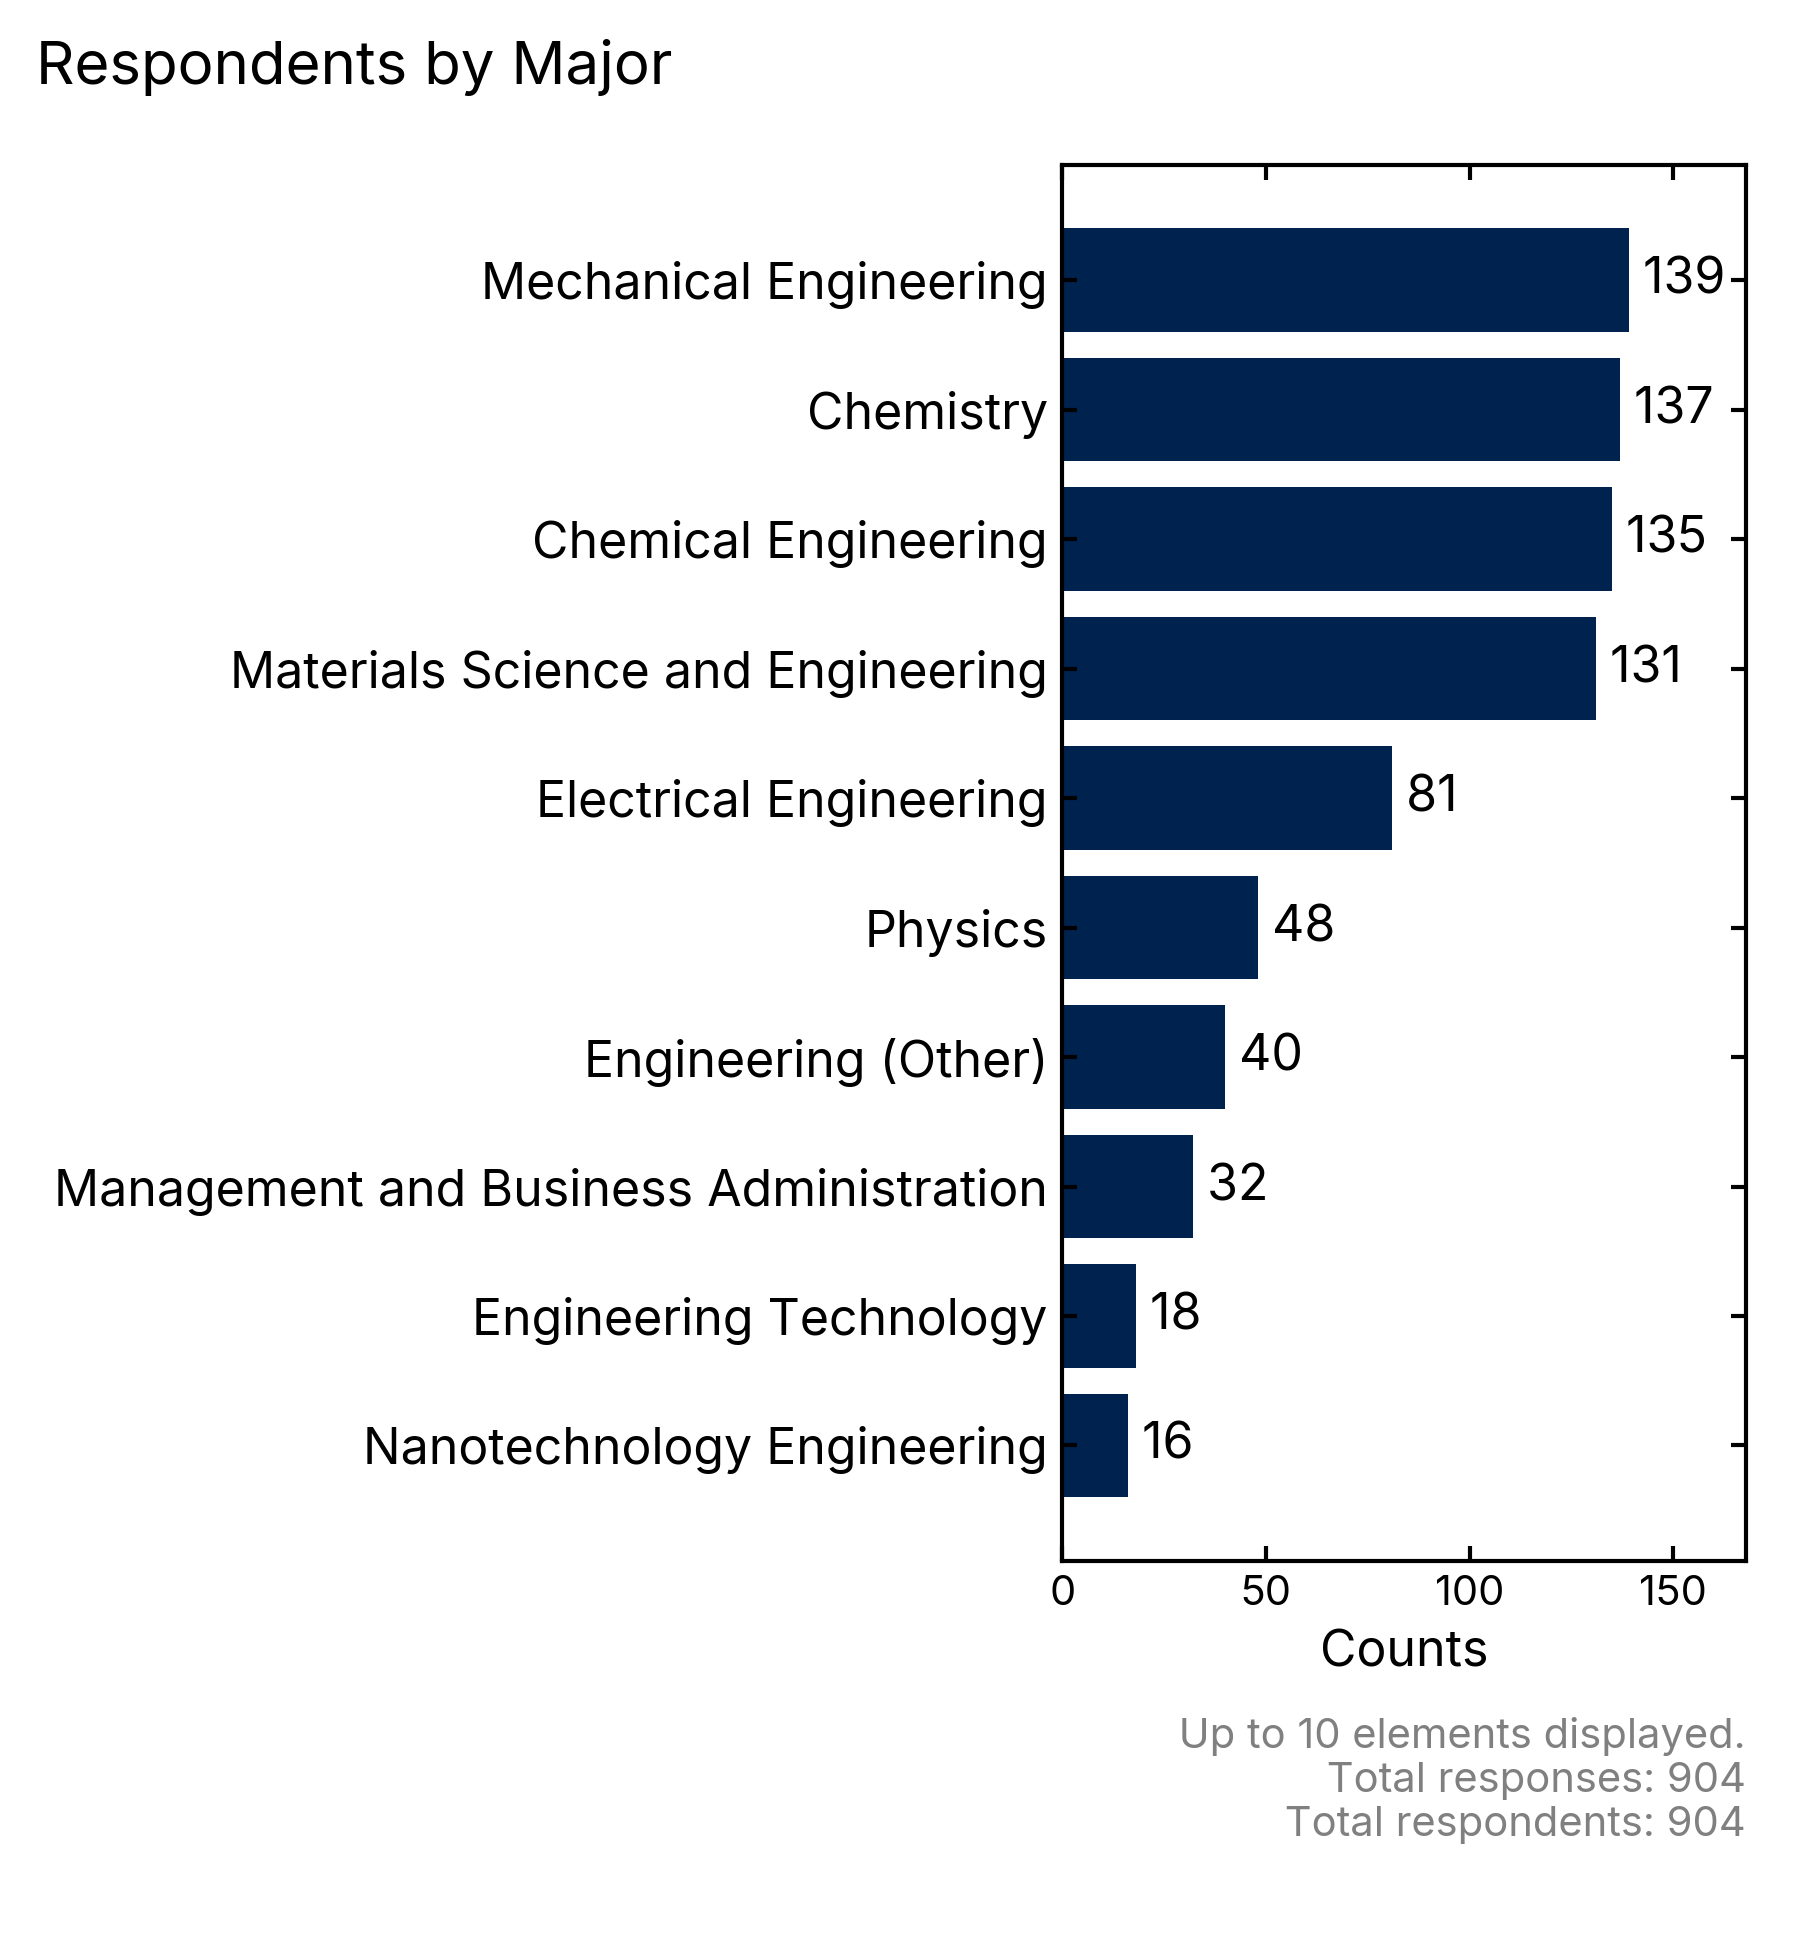 Respondents by Major
Mechanical Engineering 139
Chemistry 137
Chemical Engineering 135
Materials Science and Engineering 131
Electrical Engineering 81
Physics 48
Engineering (Other) 40
Management and Business Administration 32
Engineering Technology 18
Nanotechnology Engineering 16
0 50 100 150
Counts
Up to 10 elements displayed.
Total responses: 904
Total respondents: 904